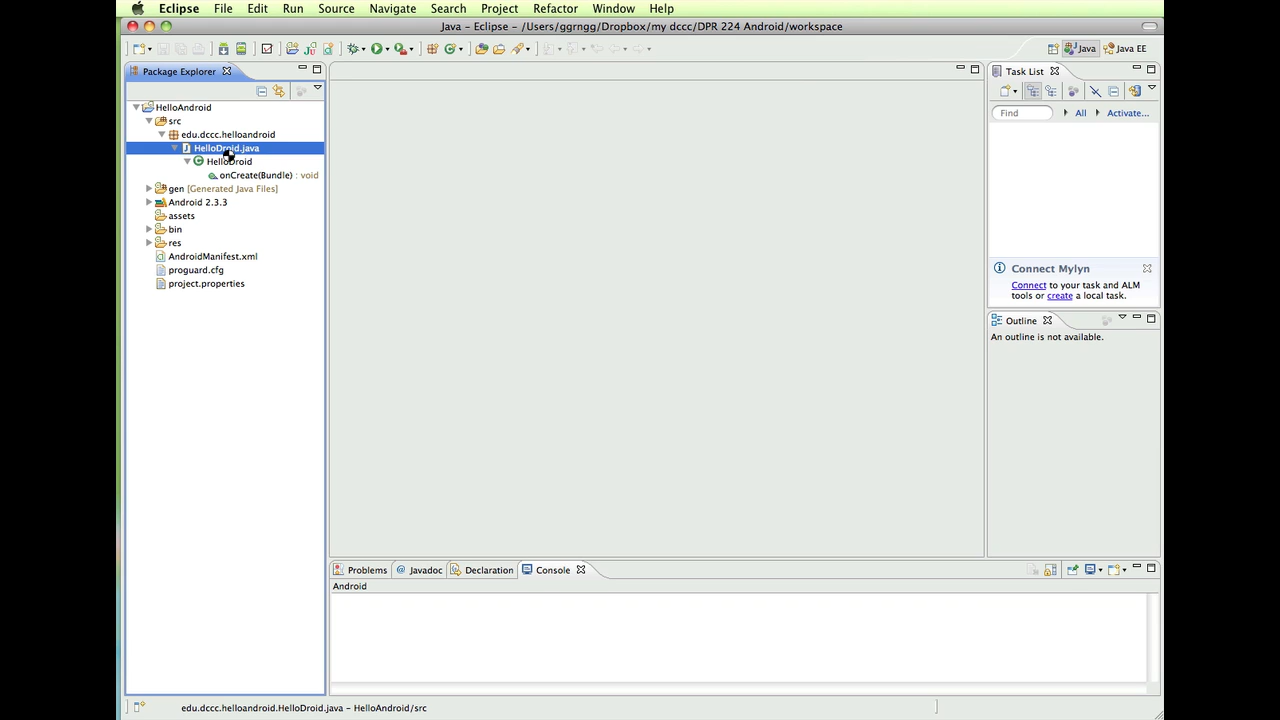 Eclipse File Edit Run Source Navigate Search Project Refactor Window Help
Java - Eclipse - /Users/ggrngg/Dropbox/my dccc/DPR 224 Android/workspace
Java Java EE
Package Explorer
HelloAndroid
src
edu.dccc.helloandroid
HelloDroid.java
HelloDroid
onCreate(Bundle) : void
gen [Generated Java Files]
Android 2.3.3
assets
bin
res
AndroidManifest.xml
proguard.cfg
project.properties
Task List
Find All Activate...
Connect Mylyn
Connect to your task and ALM
tools or create a local task.
Outline
An outline is not available.
Problems Javadoc Declaration Console
Android
edu.dccc.helloandroid.HelloDroid.java - HelloAndroid/src